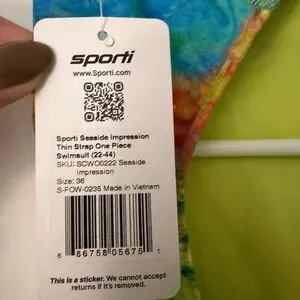 sporti
www.Sporti.com
Sporti Seaside Impression
Thin Strap One Piece
Swimsuit (22-44)
SKU: SCWO0222 Seaside
Impression
Size: 36
S-FOW-0235 Made in Vietnam
6 86758 05675 1
This is a sticker. We cannot accept
returns if it's removed.